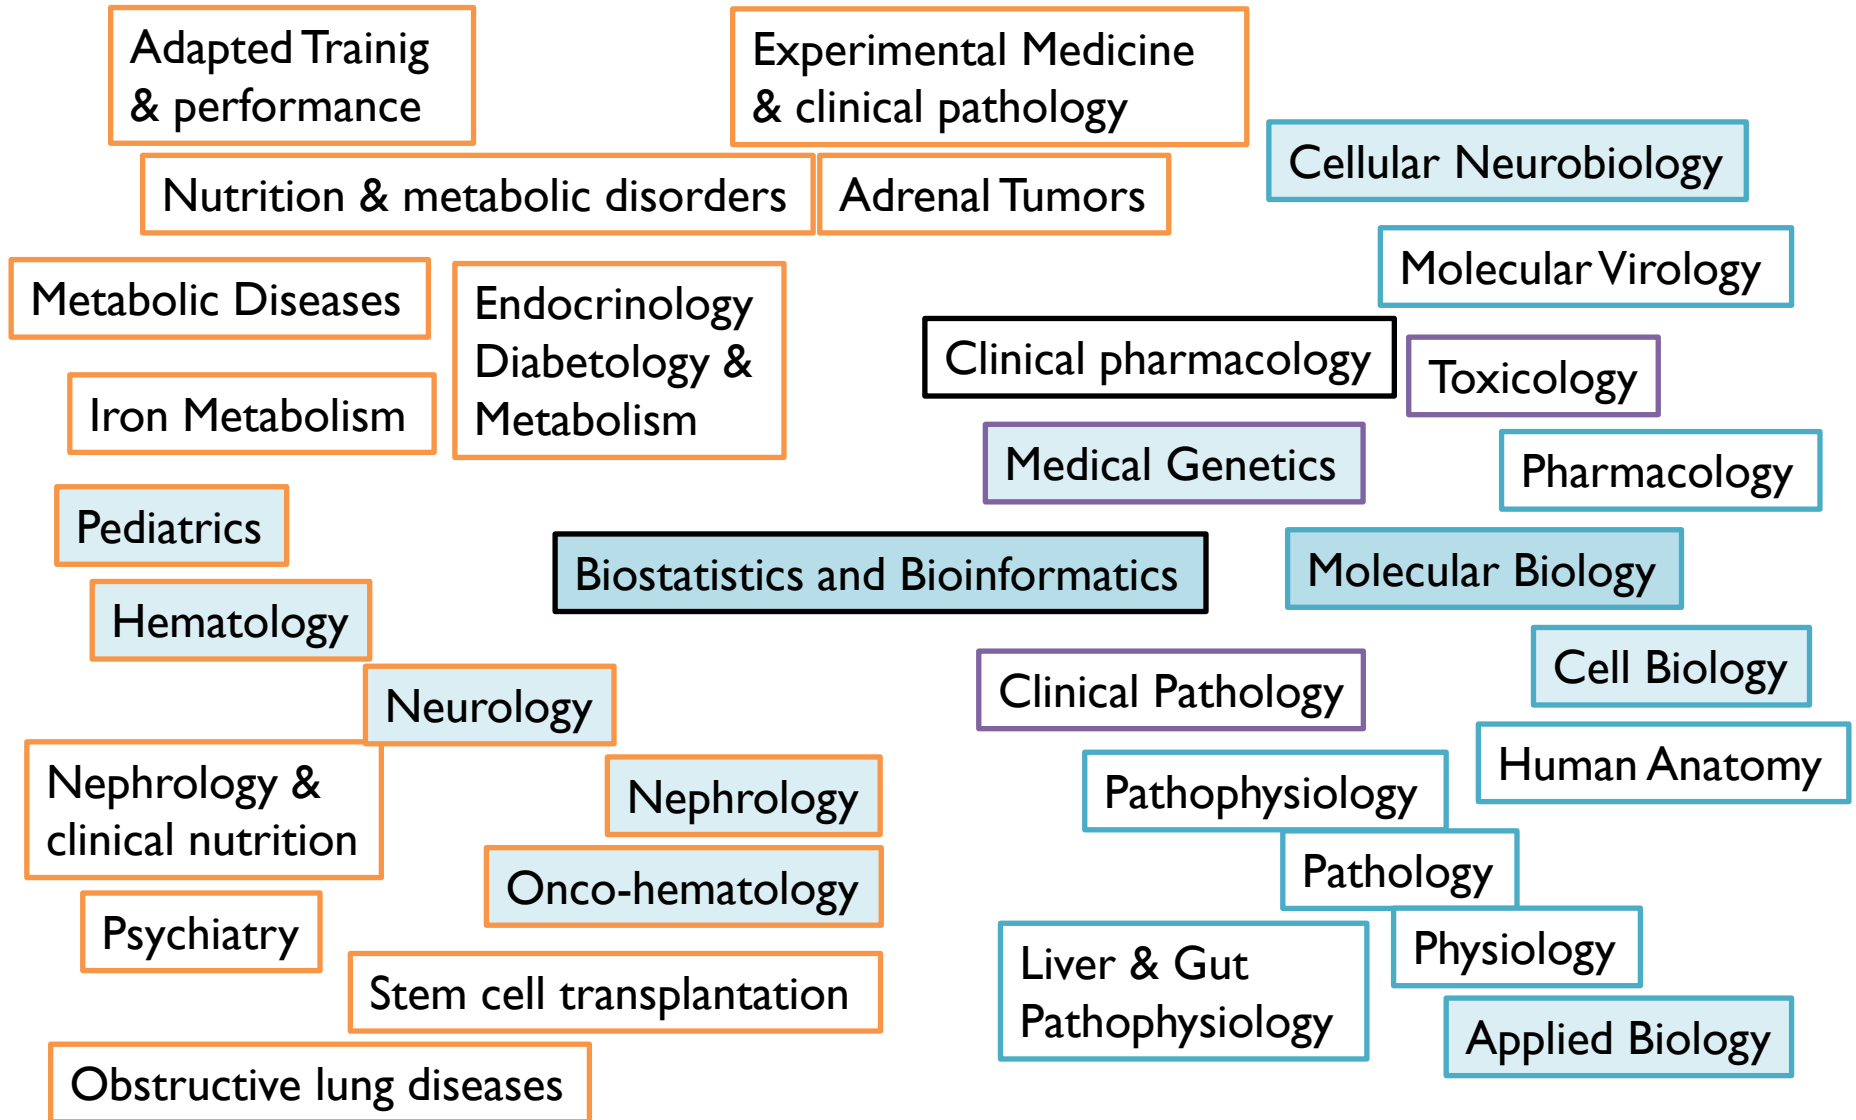 Adapted Trainig
& performance
Experimental Medicine
& clinical pathology
Cellular Neurobiology
Nutrition & metabolic disorders
Adrenal Tumors
Molecular Virology
Metabolic Diseases
Endocrinology
Diabetology &
Metabolism
Clinical pharmacology
Toxicology
Iron Metabolism
Medical Genetics
Pharmacology
Pediatrics
Biostatistics and Bioinformatics
Molecular Biology
Hematology
Cell Biology
Neurology
Clinical Pathology
Human Anatomy
Nephrology &
clinical nutrition
Nephrology
Pathophysiology
Pathology
Onco-hematology
Psychiatry
Physiology
Liver & Gut
Pathophysiology
Stem cell transplantation
Applied Biology
Obstructive lung diseases